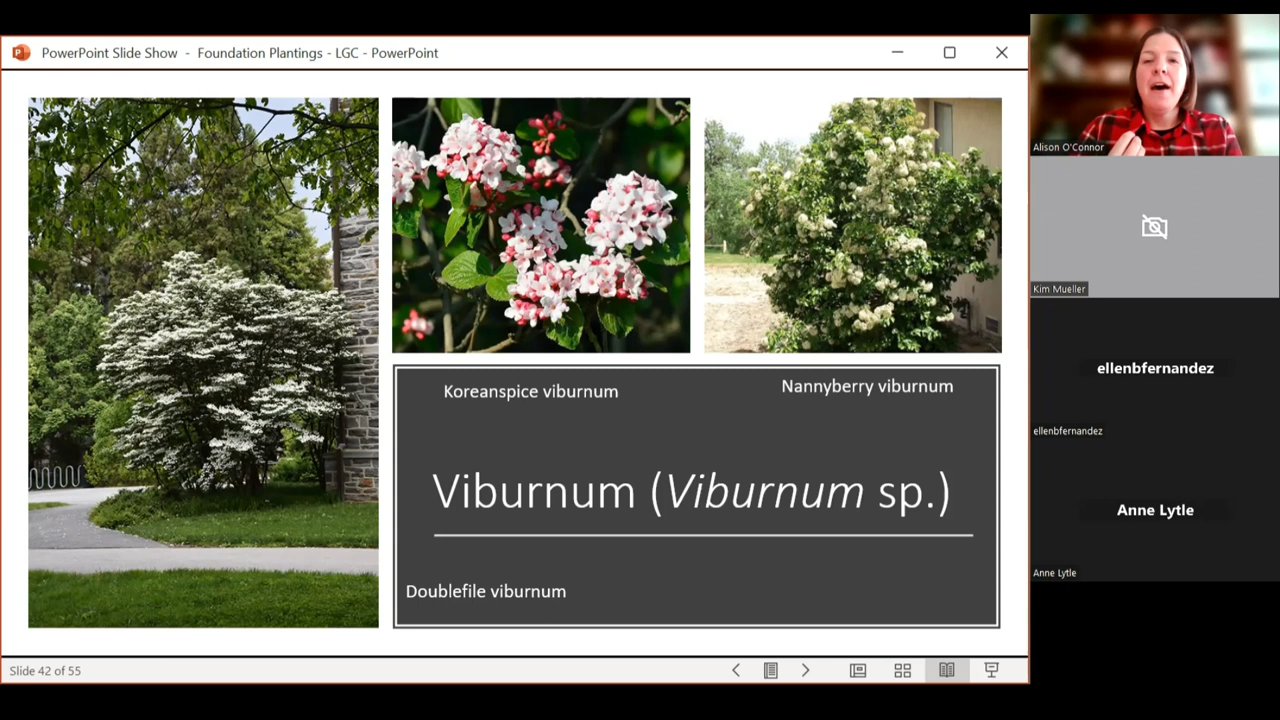 PowerPoint Slide Show - Foundation Plantings - LGC - PowerPoint
Koreanspice viburnum
Nannyberry viburnum
Viburnum (Viburnum sp.)
Doublefile viburnum
Slide 42 of 55
Alison O'Connor
Kim Mueller
ellenbfernandez
ellenbfernandez
Anne Lytle
Anne Lytle